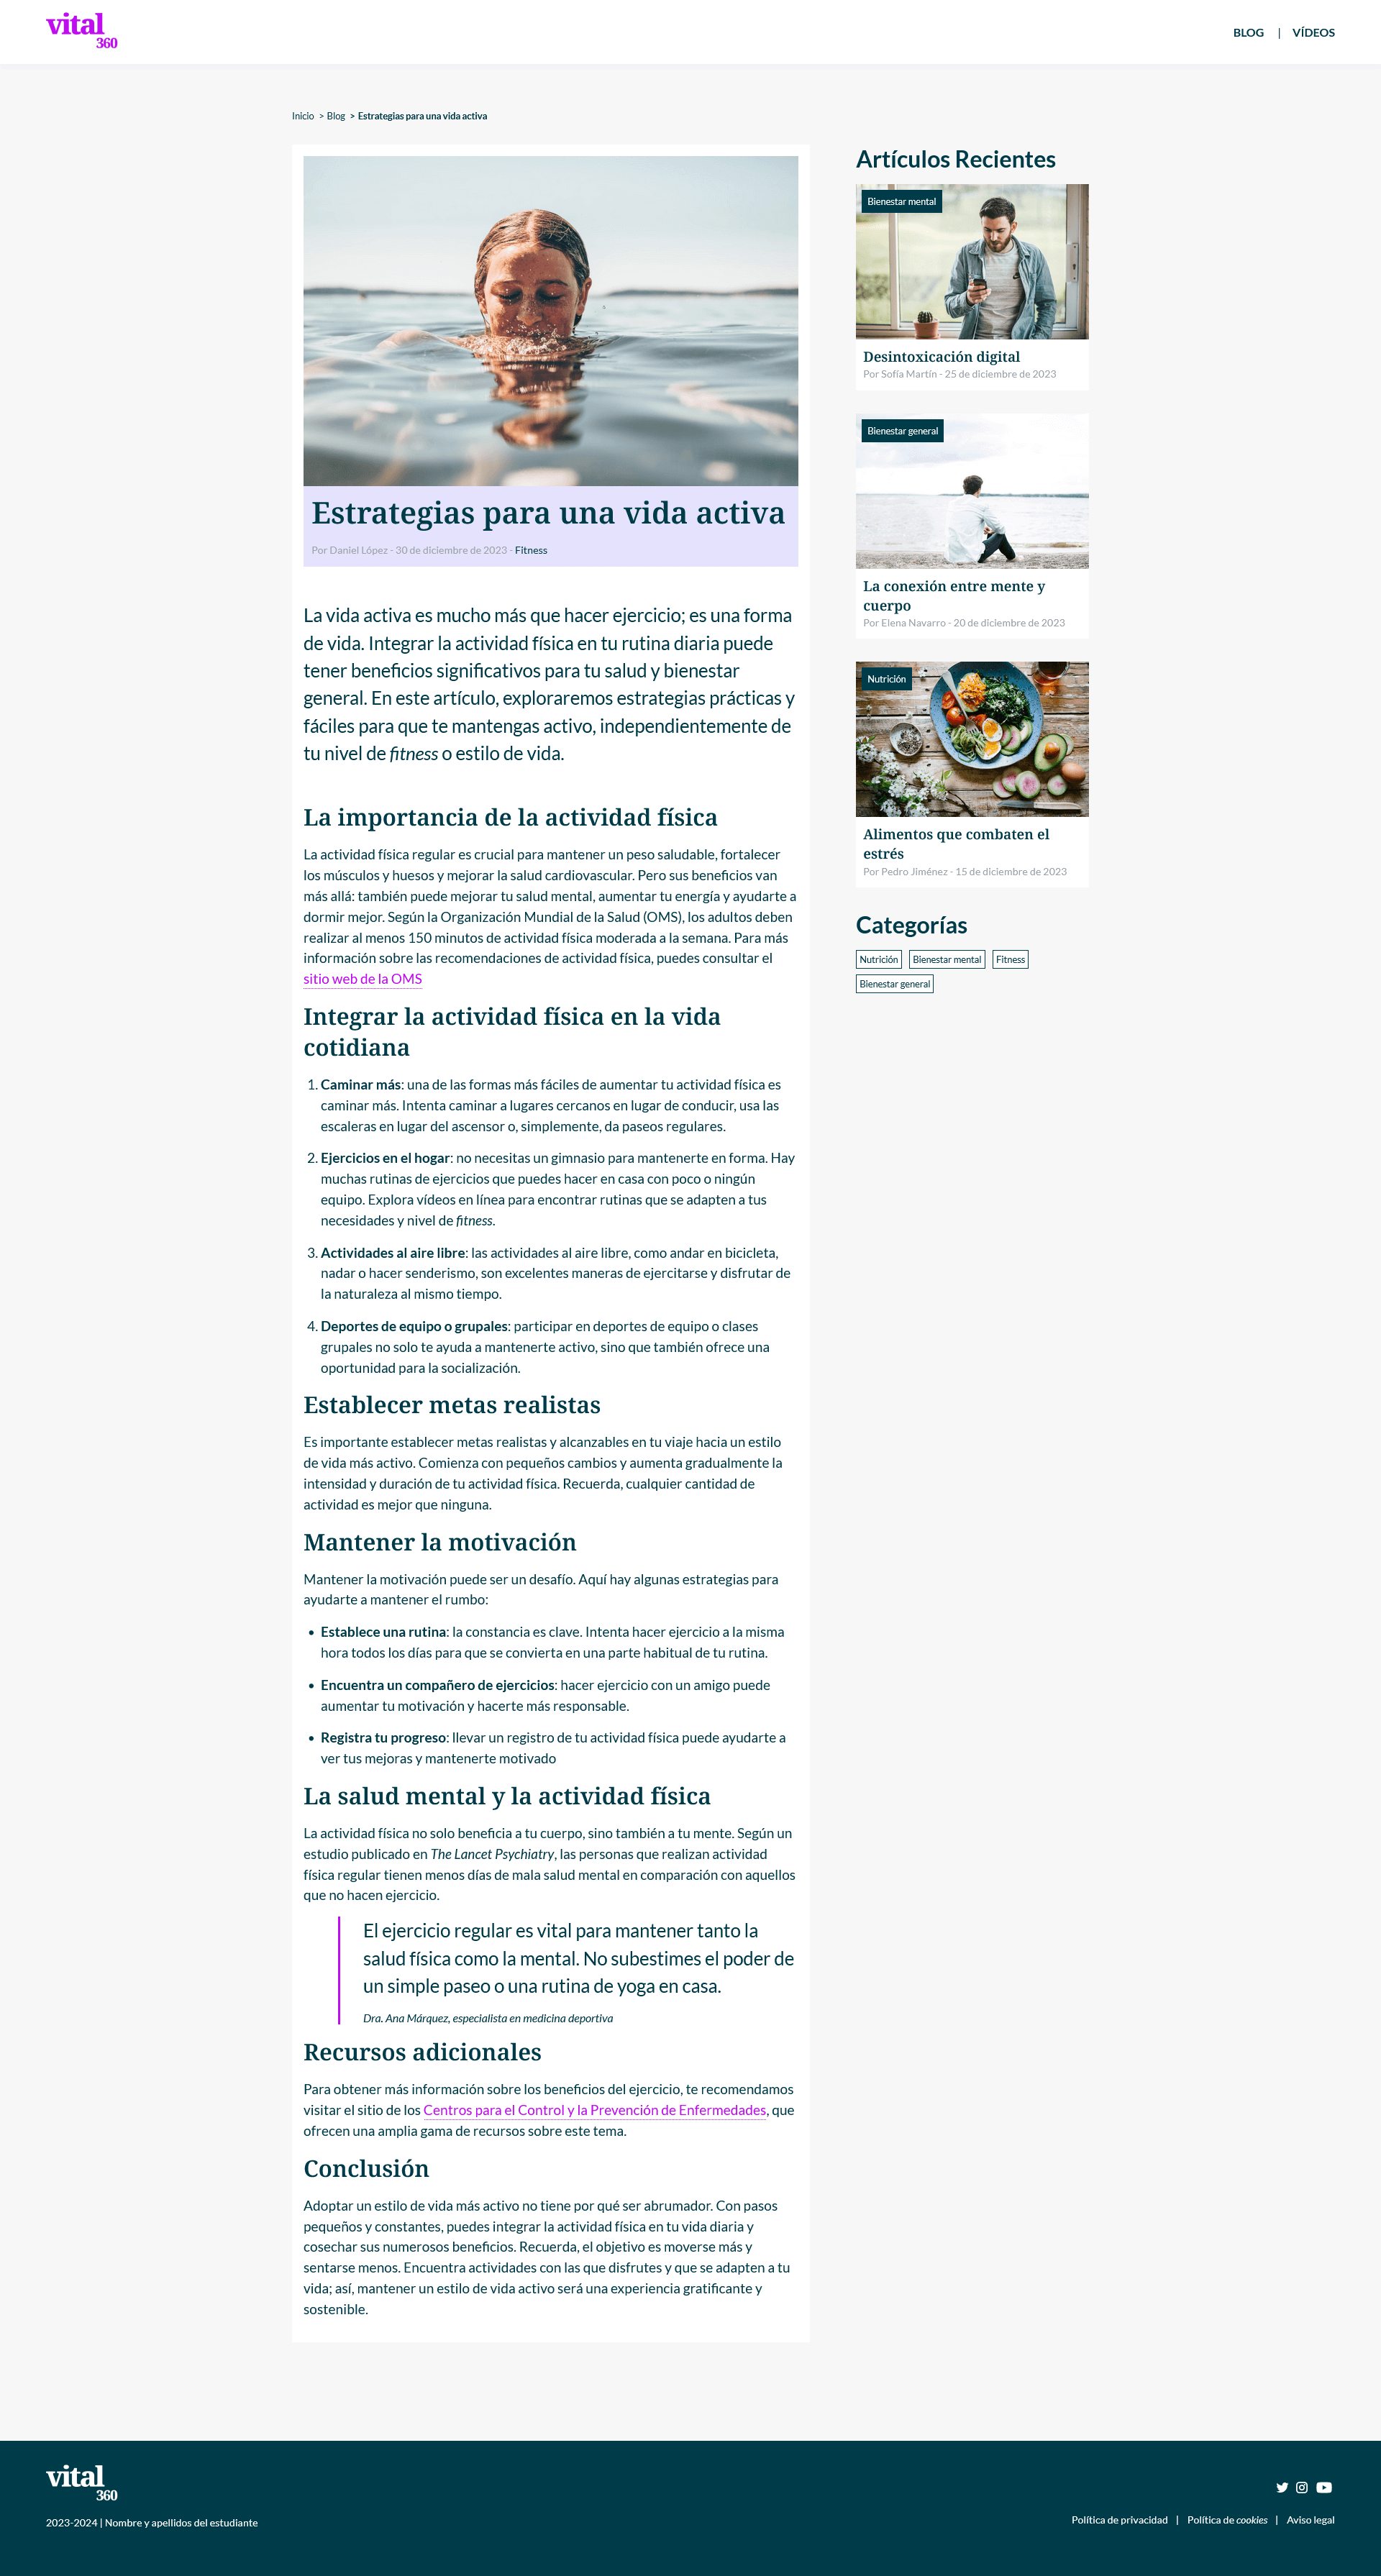 vital
360
BLOG | VÍDEOS
Inicio > Blog > Estrategias para una vida activa
Estrategias para una vida activa
Por Daniel López - 30 de diciembre de 2023 - Fitness
La vida activa es mucho más que hacer ejercicio; es una forma
de vida. Integrar la actividad física en tu rutina diaria puede
tener beneficios significativos para tu salud y bienestar
general. En este artículo, exploraremos estrategias prácticas y
fáciles para que te mantengas activo, independientemente de
tu nivel de fitness o estilo de vida.
La importancia de la actividad física
La actividad física regular es crucial para mantener un peso saludable, fortalecer
los músculos y huesos y mejorar la salud cardiovascular. Pero sus beneficios van
más allá: también puede mejorar tu salud mental, aumentar tu energía y ayudarte a
dormir mejor. Según la Organización Mundial de la Salud (OMS), los adultos deben
realizar al menos 150 minutos de actividad física moderada a la semana. Para más
información sobre las recomendaciones de actividad física, puedes consultar el
sitio web de la OMS
Integrar la actividad física en la vida
cotidiana
1. Caminar más: una de las formas más fáciles de aumentar tu actividad física es
caminar más. Intenta caminar a lugares cercanos en lugar de conducir, usa las
escaleras en lugar del ascensor o, simplemente, da paseos regulares.
2. Ejercicios en el hogar: no necesitas un gimnasio para mantenerte en forma. Hay
muchas rutinas de ejercicios que puedes hacer en casa con poco o ningún
equipo. Explora vídeos en línea para encontrar rutinas que se adapten a tus
necesidades y nivel de fitness.
3. Actividades al aire libre: las actividades al aire libre, como andar en bicicleta,
nadar o hacer senderismo, son excelentes maneras de ejercitarse y disfrutar de
la naturaleza al mismo tiempo.
4. Deportes de equipo o grupales: participar en deportes de equipo o clases
grupales no solo te ayuda a mantenerte activo, sino que también ofrece una
oportunidad para la socialización.
Establecer metas realistas
Es importante establecer metas realistas y alcanzables en tu viaje hacia un estilo
de vida más activo. Comienza con pequeños cambios y aumenta gradualmente la
intensidad y duración de tu actividad física. Recuerda, cualquier cantidad de
actividad es mejor que ninguna.
Mantener la motivación
Mantener la motivación puede ser un desafío. Aquí hay algunas estrategias para
ayudarte a mantener el rumbo:
• Establece una rutina: la constancia es clave. Intenta hacer ejercicio a la misma
hora todos los días para que se convierta en una parte habitual de tu rutina.
• Encuentra un compañero de ejercicios: hacer ejercicio con un amigo puede
aumentar tu motivación y hacerte más responsable.
• Registra tu progreso: llevar un registro de tu actividad física puede ayudarte a
ver tus mejoras y mantenerte motivado
La salud mental y la actividad física
La actividad física no solo beneficia a tu cuerpo, sino también a tu mente. Según un
estudio publicado en The Lancet Psychiatry, las personas que realizan actividad
física regular tienen menos días de mala salud mental en comparación con aquellos
que no hacen ejercicio.
El ejercicio regular es vital para mantener tanto la
salud física como la mental. No subestimes el poder de
un simple paseo o una rutina de yoga en casa.
Dra. Ana Márquez, especialista en medicina deportiva
Recursos adicionales
Para obtener más información sobre los beneficios del ejercicio, te recomendamos
visitar el sitio de los Centros para el Control y la Prevención de Enfermedades, que
ofrecen una amplia gama de recursos sobre este tema.
Conclusión
Adoptar un estilo de vida más activo no tiene por qué ser abrumador. Con pasos
pequeños y constantes, puedes integrar la actividad física en tu vida diaria y
cosechar sus numerosos beneficios. Recuerda, el objetivo es moverse más y
sentarse menos. Encuentra actividades con las que disfrutes y que se adapten a tu
vida; así, mantener un estilo de vida activo será una experiencia gratificante y
sostenible.
Artículos Recientes
Bienestar mental
Desintoxicación digital
Por Sofía Martín - 25 de diciembre de 2023
Bienestar general
La conexión entre mente y
cuerpo
Por Elena Navarro - 20 de diciembre de 2023
Nutrición
Alimentos que combaten el
estrés
Por Pedro Jiménez - 15 de diciembre de 2023
Categorías
Nutrición Bienestar mental Fitness
Bienestar general
vital
360
2023-2024 | Nombre y apellidos del estudiante
Política de privacidad | Política de cookies | Aviso legal